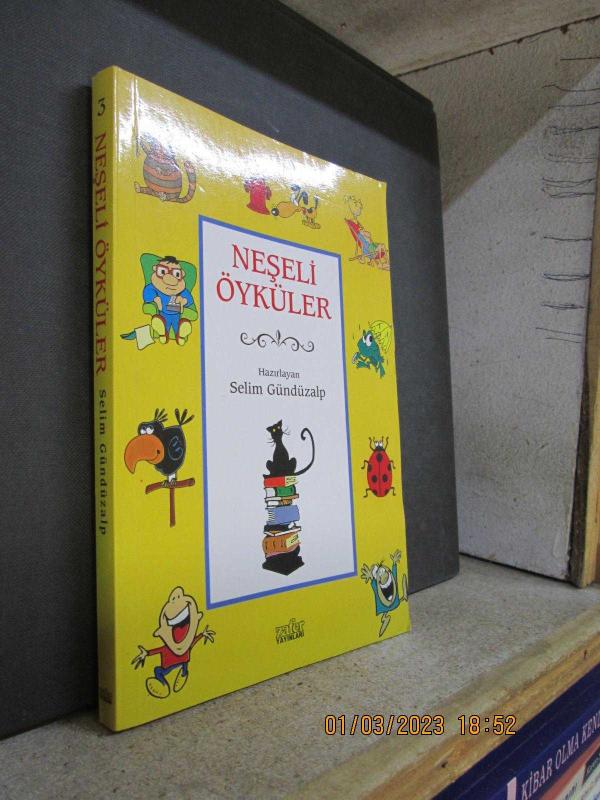 3
NEŞELİ ÖYKÜLER
Selim Gündüzalp
NEŞELİ
ÖYKÜLER
Hazırlayan
Selim Gündüzalp
zafer
YAYINLARI
01/03/2023 18:52
KİBAR OLMA